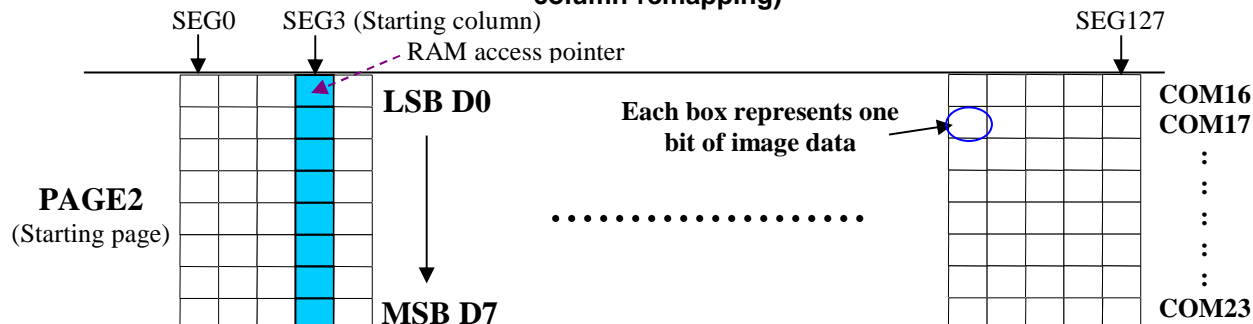 column remapping)
SEG0 SEG3 (Starting column) SEG127
RAM access pointer
LSB D0
Each box represents one
bit of image data
COM16
COM17
:
:
:
:
:
PAGE2
(Starting page)
....................
MSB D7
COM23